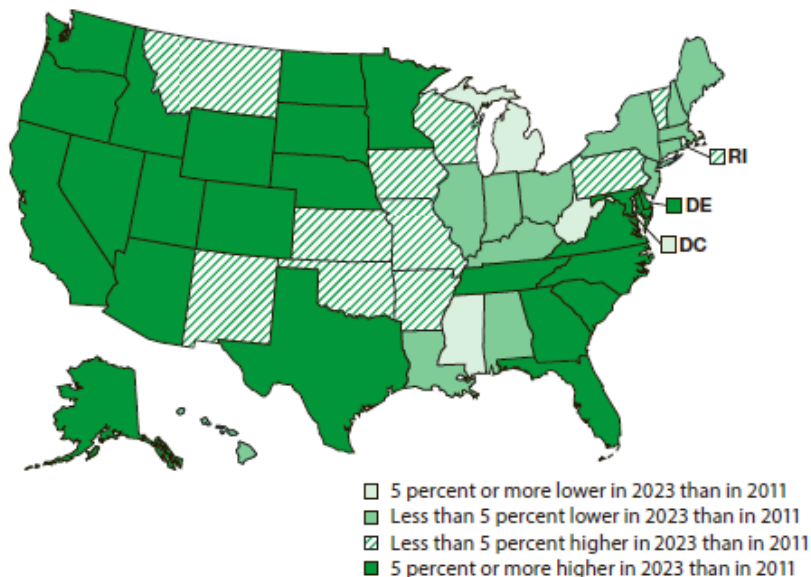 RI
DE
DC
5 percent or more lower in 2023 than in 2011
Less than 5 percent lower in 2023 than in 2011
Less than 5 percent higher in 2023 than in 2011
5 percent or more higher in 2023 than in 2011